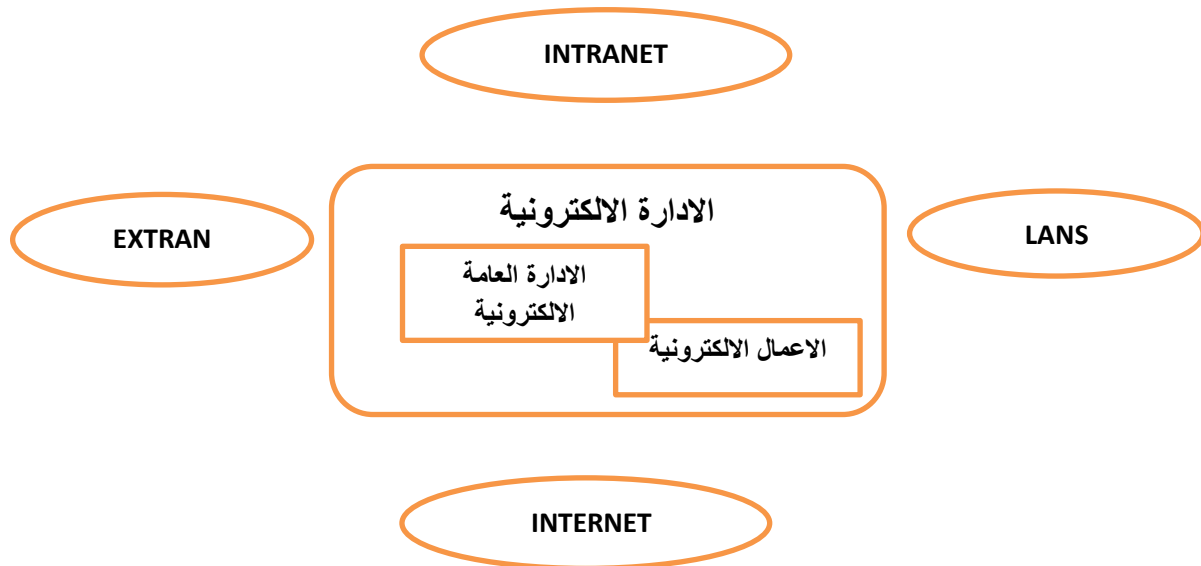 INTRANET
الادارة الالكترونية
EXTRAN
LANS
الادارة العامة
الالكترونية
الاعمال الالكترونية
INTERNET